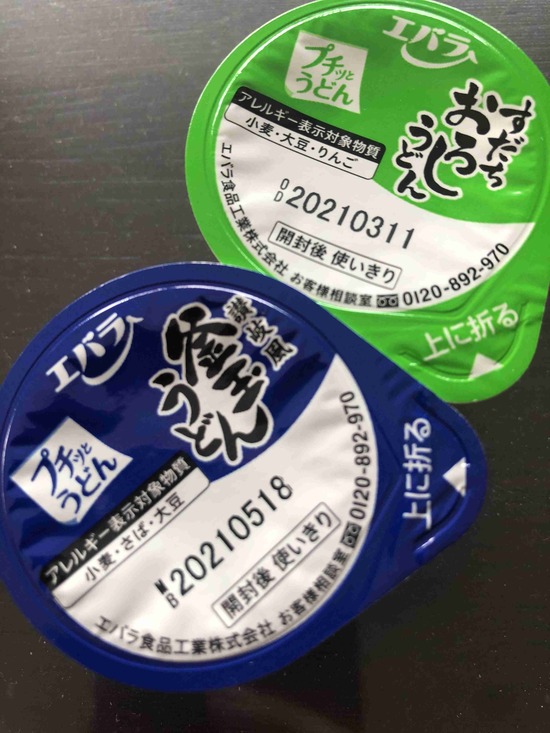 エバラ
プチッと
うどん
すだち
おろし
うどん
アレルギー表示対象物質
小麦・大豆・りんご
0
D
20210311
開封後 使いきり
エバラ食品工業株式会社 お客様相談室 0120-892-970
上に折る
エバラ
讃岐風
釜玉
うどん
プチッと
うどん
アレルギー表示対象物質
小麦・さば・大豆
M
B
20210518
開封後 使いきり
エバラ食品工業株式会社 お客様相談室 0120-892-970
上に折る